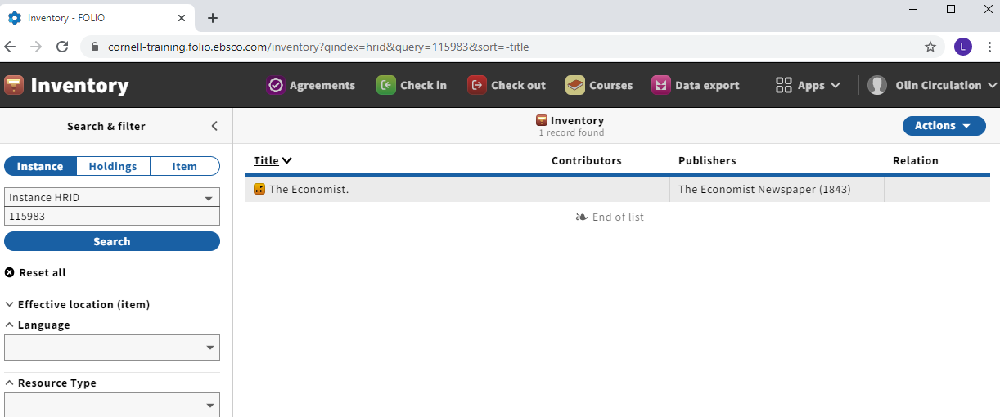 Inventory - FOLIO
cornell-training.folio.ebsco.com/inventory?qindex=hrid&query=115983&sort=-title
L
Inventory
Agreements
Check in
Check out
Courses
Data export
Apps
Olin Circulation
Search & filter
Inventory
1 record found
Actions
Instance
Holdings
Item
Instance HRID
115983
Search
Reset all
Effective location (item)
Language
Resource Type
Title
Contributors
Publishers
Relation
The Economist.
The Economist Newspaper (1843)
End of list